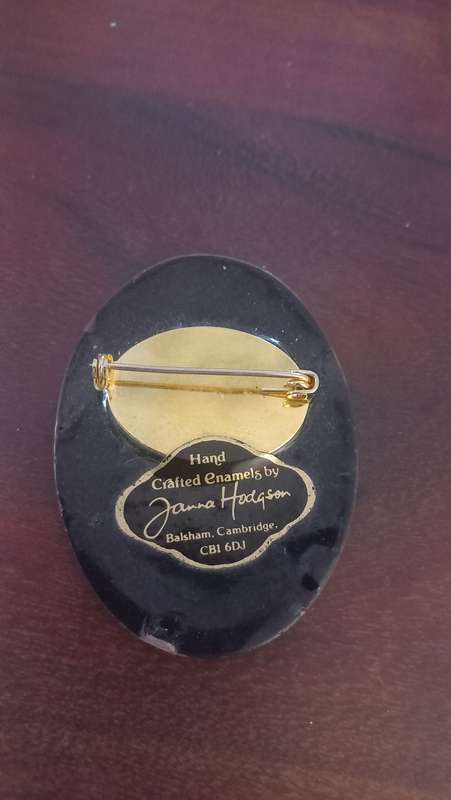 Hand
Crafted Enamels by
Janna Hodgson
Balsham, Cambridge,
CB1 6DJ